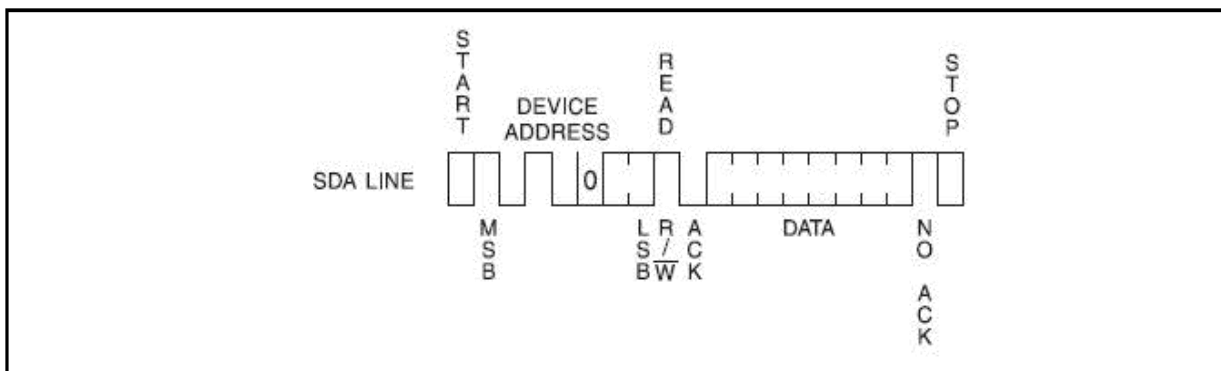 START
DEVICE
ADDRESS
READ
STOP
SDA LINE
0
MSB
LSB
R/W
ACK
DATA
NO ACK